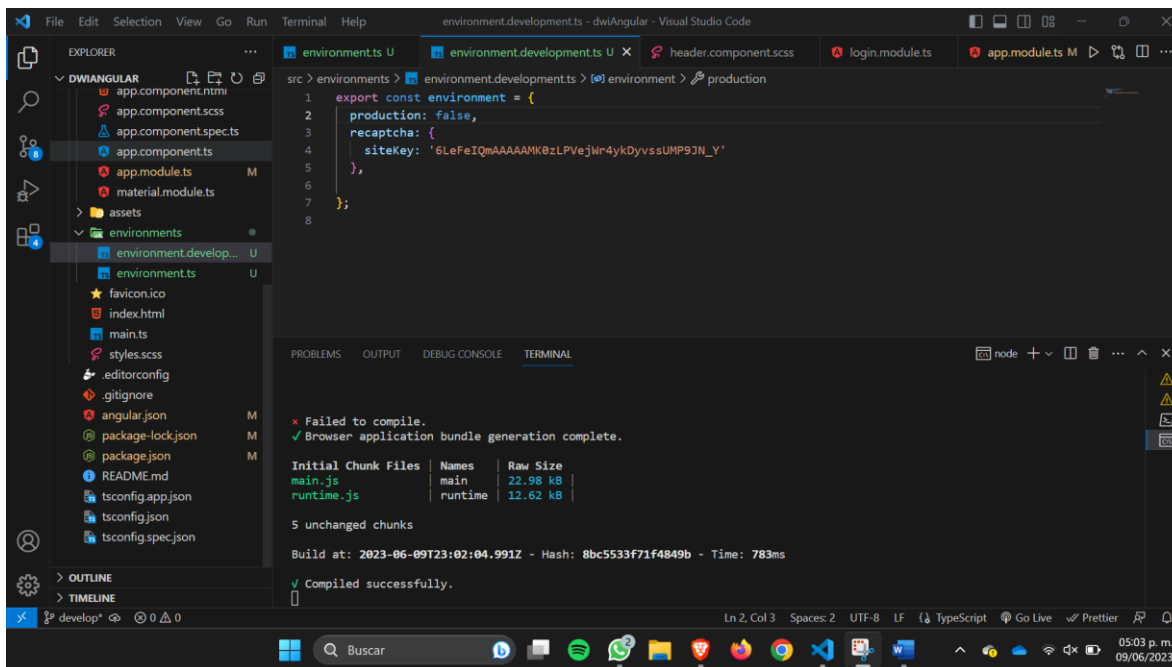 File Edit Selection View Go Run Terminal Help environment.development.ts - dwiAngular - Visual Studio Code
EXPLORER
environment.ts U environment.development.ts U header.component.scss login.module.ts app.module.ts M
DWIANGULAR
src > environments > environment.development.ts > environment > production
app.component.html
app.component.scss
app.component.spec.ts
app.component.ts
app.module.ts M
material.module.ts
assets
environments
environment.develop... U
environment.ts U
favicon.ico
index.html
main.ts
styles.scss
.editorconfig
.gitignore
angular.json M
package-lock.json M
package.json M
README.md
tsconfig.app.json
tsconfig.json
tsconfig.spec.json
OUTLINE
TIMELINE
8
4
1 export const environment = {
2 production: false,
3 recaptcha: {
4 siteKey: '6LeFeIQmAAAAAMK0zLPVejWr4ykDyvssUMP9JN_Y'
5 },
6
7 };
8
PROBLEMS OUTPUT DEBUG CONSOLE TERMINAL node
× Failed to compile.
√ Browser application bundle generation complete.
Initial Chunk Files | Names | Raw Size
main.js | main | 22.98 kB |
runtime.js | runtime | 12.62 kB |
5 unchanged chunks
Build at: 2023-06-09T23:02:04.991Z - Hash: 8bc5533f71f4849b - Time: 783ms
√ Compiled successfully.
develop* 0 0 Ln 2, Col 3 Spaces: 2 UTF-8 LF TypeScript Go Live Prettier
Buscar 2 05:03 p. m.
09/06/2023